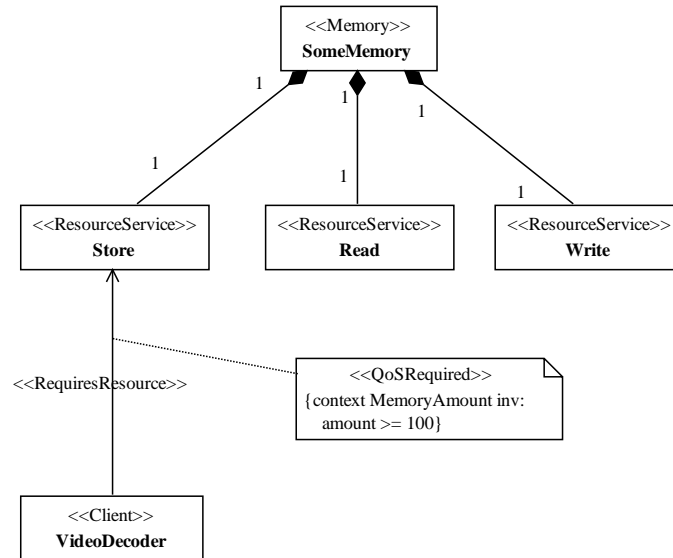 <<Memory>>
SomeMemory
1
1
1
1
1
1
<<ResourceService>>
Store
<<ResourceService>>
Read
<<ResourceService>>
Write
<<RequiresResource>>
<<QoSRequired>>
{context MemoryAmount inv:
amount >= 100}
<<Client>>
VideoDecoder